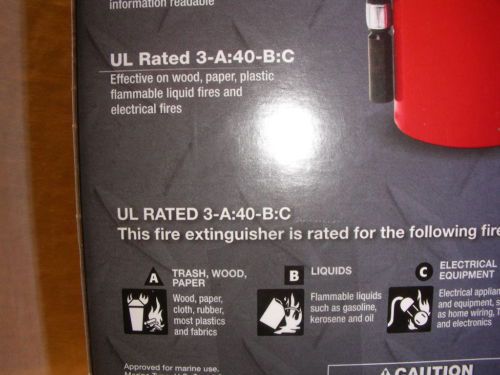 information readable
UL Rated 3-A:40-B:C
Effective on wood, paper, plastic
flammable liquid fires and
electrical fires
UL RATED 3-A:40-B:C
This fire extinguisher is rated for the following fire
A
TRASH, WOOD,
PAPER
Wood, paper,
cloth, rubber,
most plastics
and fabrics
B
LIQUIDS
Flammable liquids
such as gasoline,
kerosene and oil
C
ELECTRICAL
EQUIPMENT
Electrical applian
and equipment, s
as home wiring, T
and electronics
Approved for marine use.
CAUTION